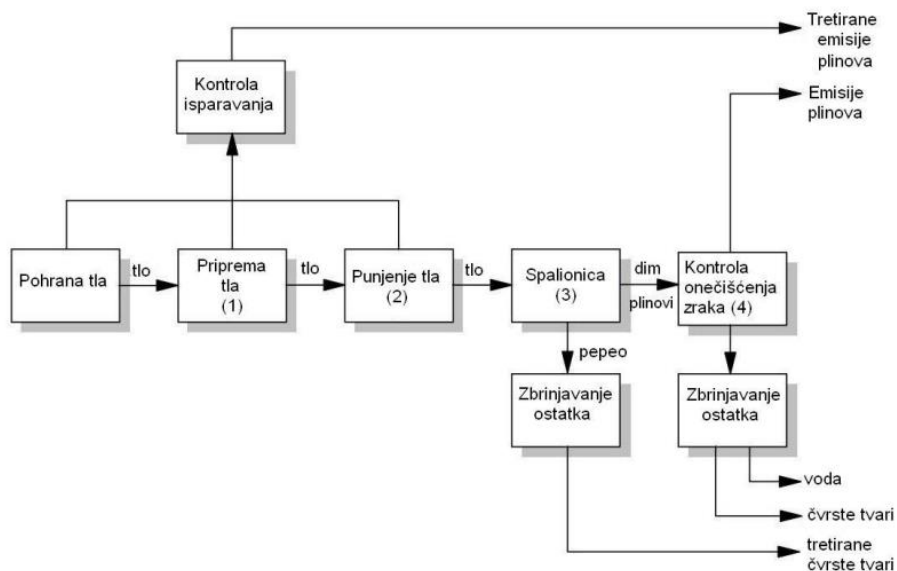 Tretirane
emisije
plinova
Kontrola
isparavanja
Emisije
plinova
Pohrana tla
tlo
Priprema
tla
(1)
tlo
Punjenje tla
(2)
tlo
Spalionica
(3)
dim
plinovi
Kontrola
onečišćenja
zraka (4)
pepeo
Zbrinjavanje
ostatka
Zbrinjavanje
ostatka
voda
čvrste tvari
tretirane
čvrste tvari